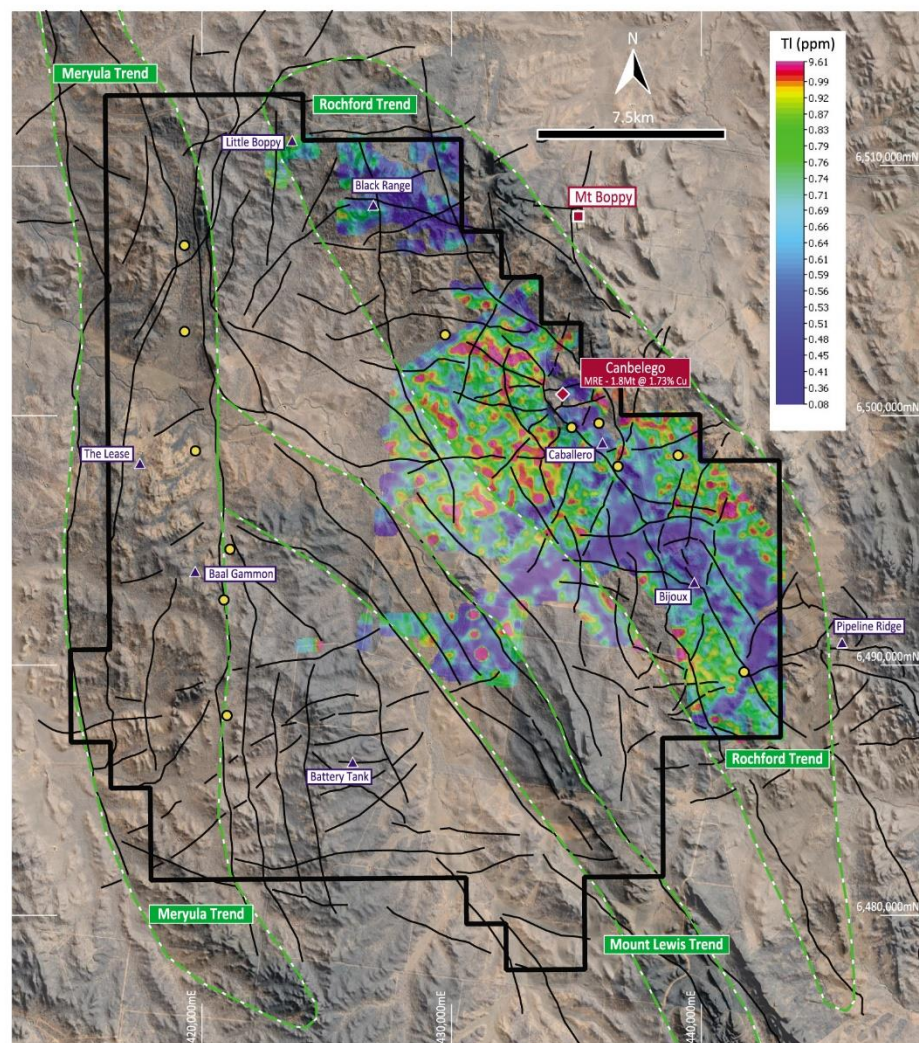 Meryula Trend
Rochford Trend
N
7.5km
Tl (ppm)
9.61
0.99
0.92
0.87
0.83
0.79
0.76
0.74
0.71
0.69
0.66
0.64
0.61
0.59
0.56
0.53
0.51
0.48
0.45
0.41
0.36
0.08
Little Boppy
Black Range
Mt Boppy
6,510,000mN
Canbelego
MRE - 1.8Mt @ 1.73% Cu
6,500,000mN
The Lease
Caballero
Baal Gammon
Bijoux
Pipeline Ridge
6,490,000mN
Battery Tank
Rochford Trend
Meryula Trend
Mount Lewis Trend
6,480,000mN
420,000mE
430,000mE
440,000mE